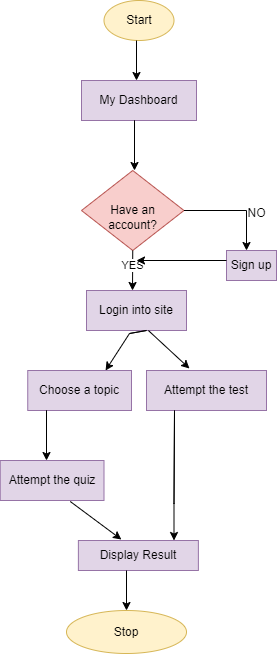 Start
My Dashboard
Have an
account?
NO
YES
Sign up
Login into site
Choose a topic
Attempt the test
Attempt the quiz
Display Result
Stop